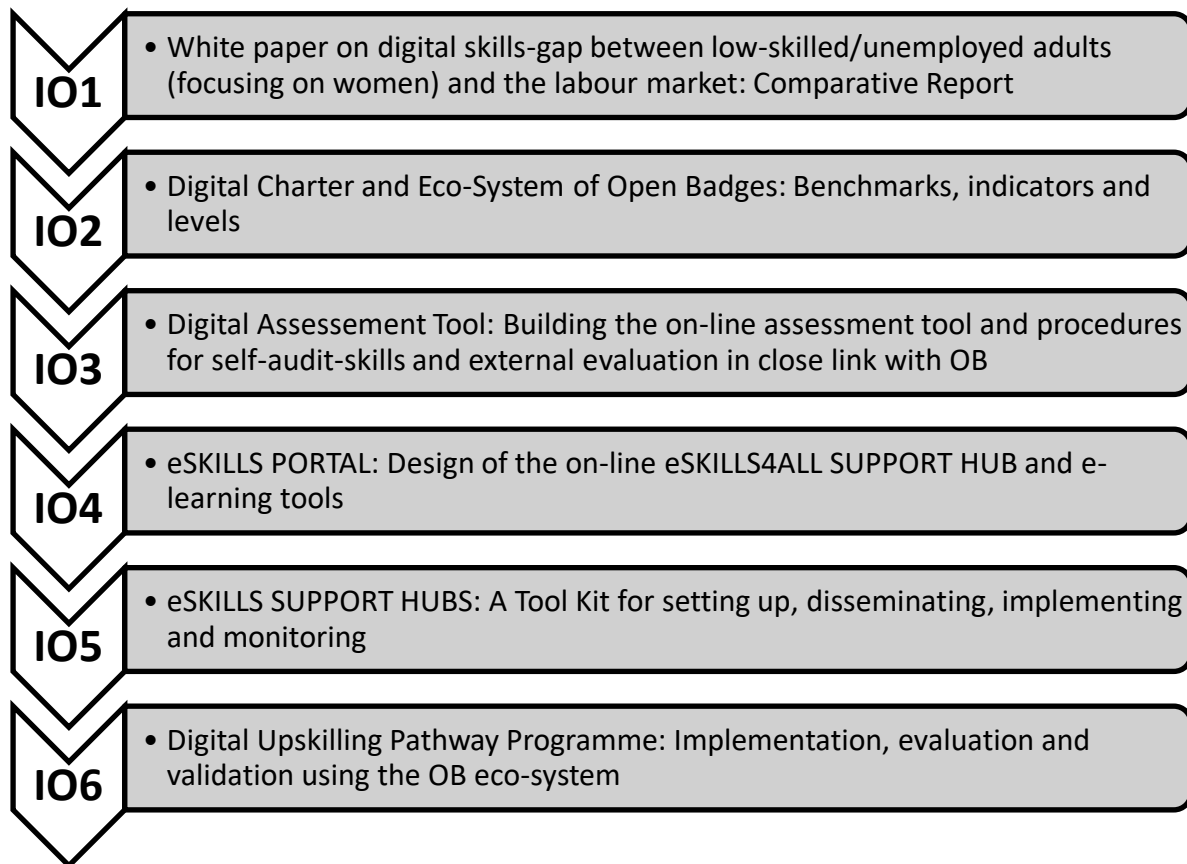 IO1
• White paper on digital skills-gap between low-skilled/unemployed adults
(focusing on women) and the labour market: Comparative Report
IO2
• Digital Charter and Eco-System of Open Badges: Benchmarks, indicators and
levels
IO3
• Digital Assessement Tool: Building the on-line assessment tool and procedures
for self-audit-skills and external evaluation in close link with OB
IO4
• eSKILLS PORTAL: Design of the on-line eSKILLS4ALL SUPPORT HUB and e-
learning tools
IO5
• eSKILLS SUPPORT HUBS: A Tool Kit for setting up, disseminating, implementing
and monitoring
IO6
• Digital Upskilling Pathway Programme: Implementation, evaluation and
validation using the OB eco-system